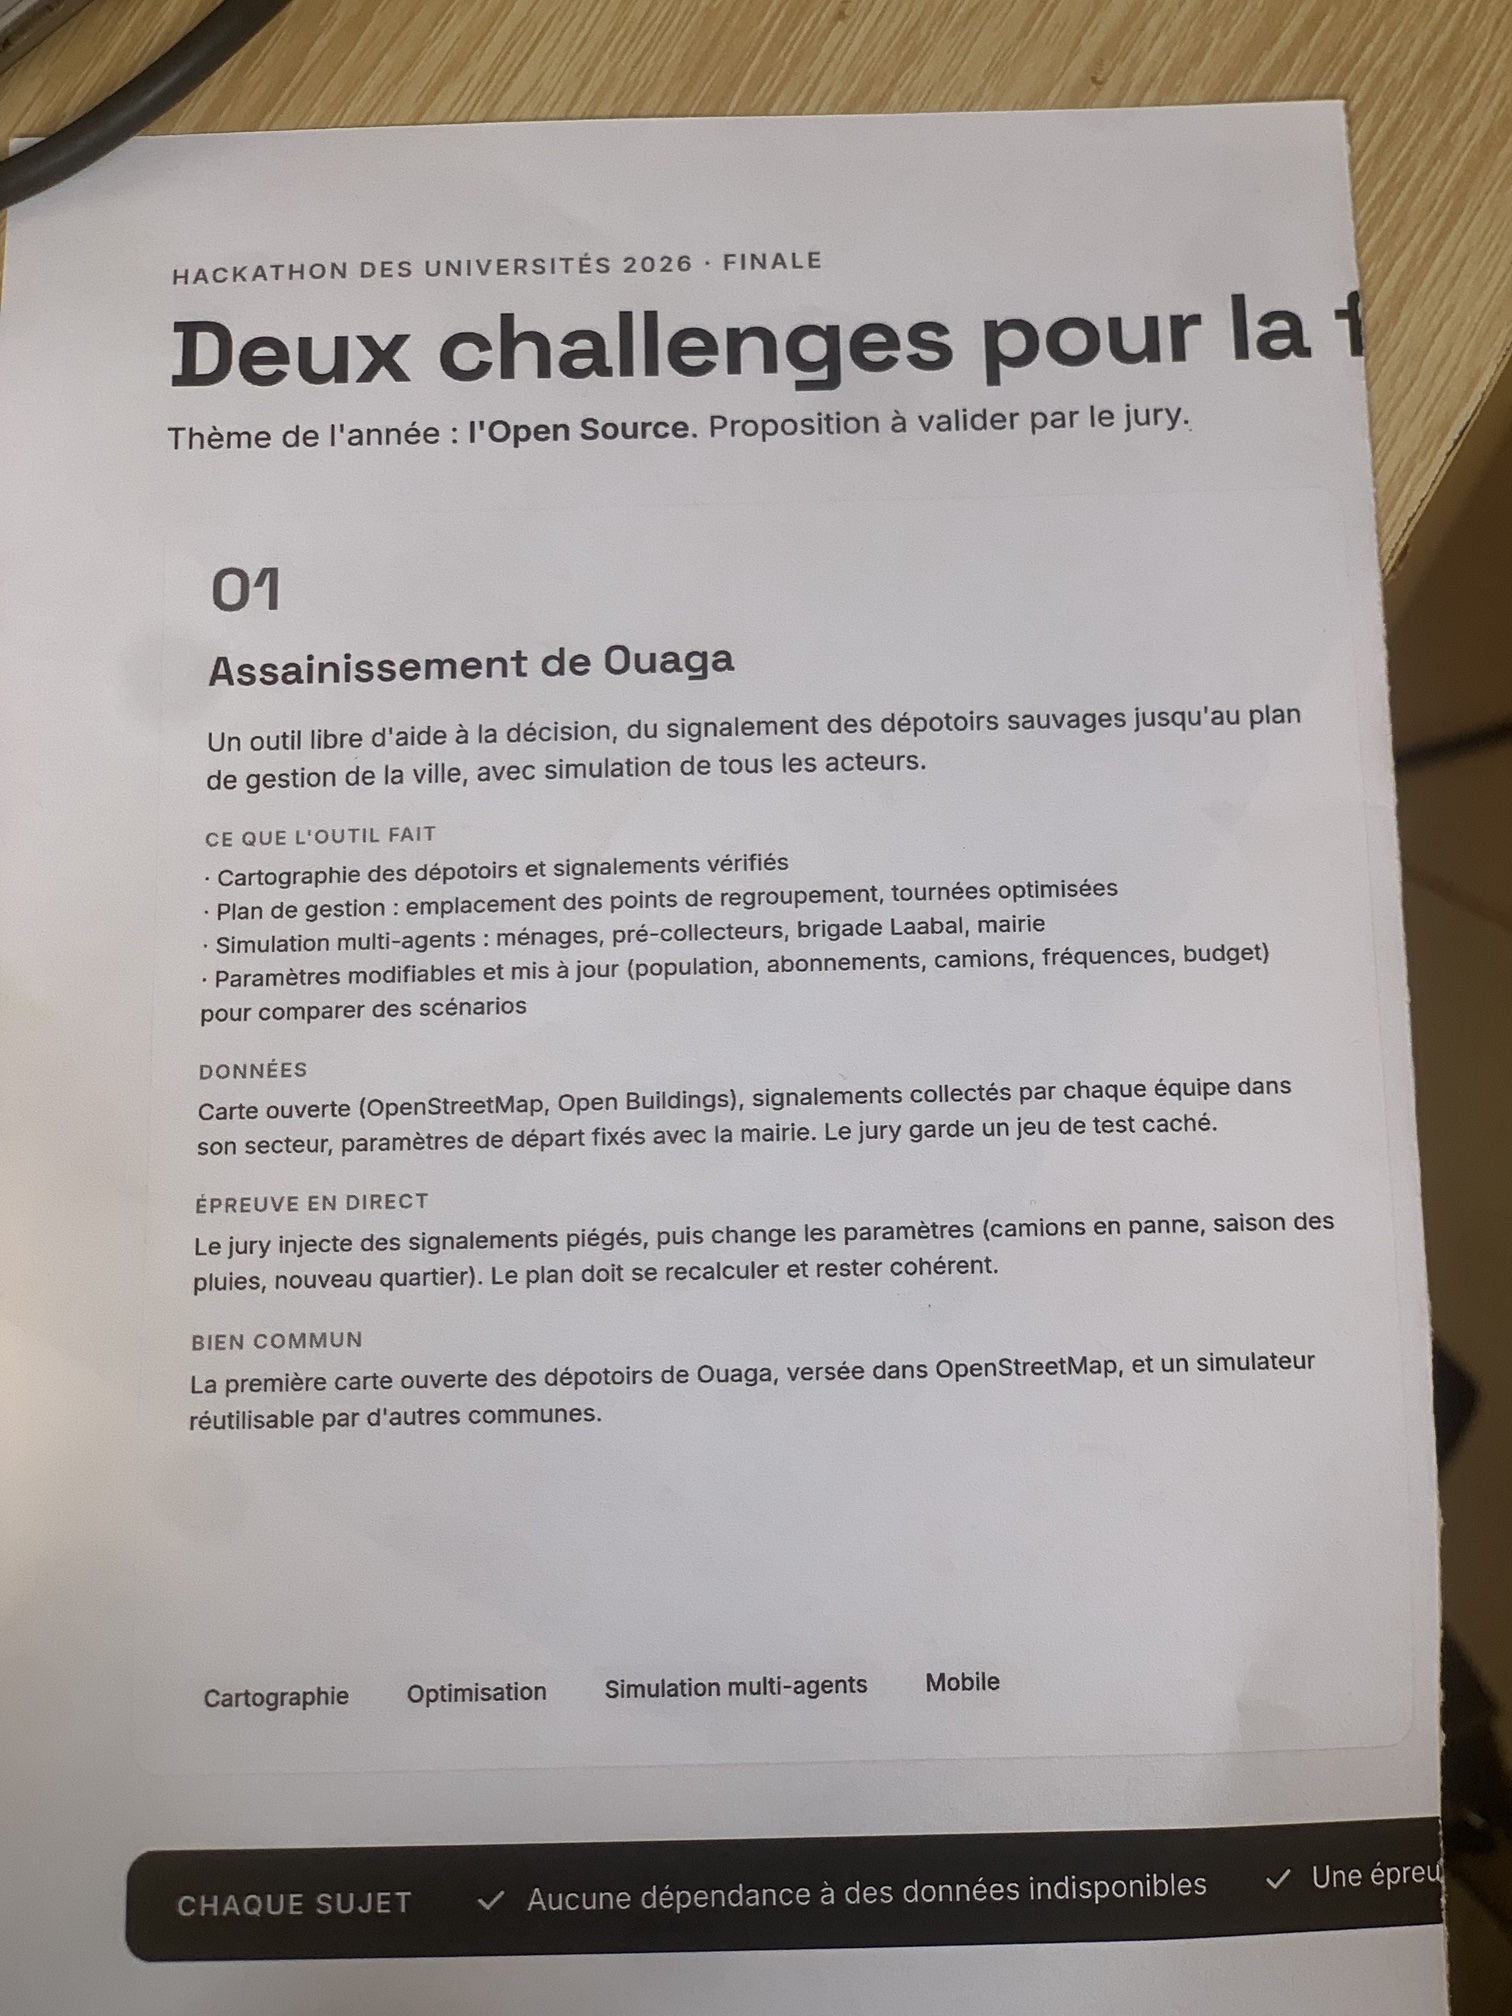 HACKATHON DES UNIVERSITÉS 2026 · FINALE
Deux challenges pour la
Thème de l'année : l'Open Source. Proposition à valider par le jury.
01
Assainissement de Ouaga
Un outil libre d'aide à la décision, du signalement des dépotoirs sauvages jusqu'au plan
de gestion de la ville, avec simulation de tous les acteurs.
CE QUE L'OUTIL FAIT
· Cartographie des dépotoirs et signalements vérifiés
· Plan de gestion : emplacement des points de regroupement, tournées optimisées
· Simulation multi-agents : ménages, pré-collecteurs, brigade Laabal, mairie
· Paramètres modifiables et mis à jour (population, abonnements, camions, fréquences, budget)
pour comparer des scénarios
DONNÉES
Carte ouverte (OpenStreetMap, Open Buildings), signalements collectés par chaque équipe dans
son secteur, paramètres de départ fixés avec la mairie. Le jury garde un jeu de test caché.
ÉPREUVE EN DIRECT
Le jury injecte des signalements piégés, puis change les paramètres (camions en panne, saison des
pluies, nouveau quartier). Le plan doit se recalculer et rester cohérent.
BIEN COMMUN
La première carte ouverte des dépotoirs de Ouaga, versée dans OpenStreetMap, et un simulateur
réutilisable par d'autres communes.
Cartographie Optimisation Simulation multi-agents Mobile
CHAQUE SUJET ✓ Aucune dépendance à des données indisponibles ✓ Une